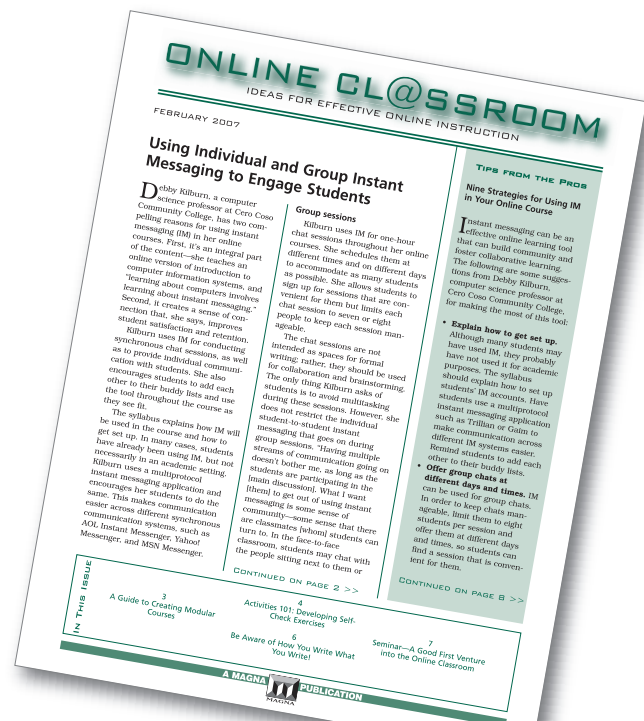 ONLINE CL@SSROOM
IDEAS FOR EFFECTIVE ONLINE INSTRUCTION
FEBRUARY 2007
Using Individual and Group Instant
Messaging to Engage Students
Debby Kilburn, a computer
science professor at Cero Coso
Community College, has two com-
pelling reasons for using instant
messaging (IM) in her online
courses. First, it's an integral part
of the content—she teaches an
online version of introduction to
computer information systems, and
"learning about computers involves
learning about instant messaging."
Second, it creates a sense of con-
nection that, she says, improves
student satisfaction and retention.
Kilburn uses IM for conducting
synchronous chat sessions, as well
as to provide individual communi-
cation with students. She also
encourages students to add each
other to their buddy lists and use
the tool throughout the course as
they see fit.
The syllabus explains how IM will
be used in the course and how to
get set up. In many cases, students
have already been using IM, but not
necessarily in an academic setting.
Kilburn uses a multiprotocol
instant messaging application and
encourages her students to do the
same. This makes communication
easier across different synchronous
communication systems, such as
AOL Instant Messenger, Yahoo!
Messenger, and MSN Messenger.
Group sessions
Kilburn uses IM for one-hour
chat sessions throughout her online
courses. She schedules them at
different times and on different days
to accommodate as many students
as possible. She allows students to
sign up for sessions that are con-
venient for them but limits each
chat session to seven or eight
people to keep each session man-
ageable.
The chat sessions are not
intended as spaces for formal
writing; rather, they should be used
for collaboration and brainstorming.
The only thing Kilburn asks of
students is to avoid multitasking
during these sessions. However, she
does not restrict the individual
student-to-student instant
messaging that goes on during
group sessions. "Having multiple
streams of communication going on
doesn't bother me, as long as the
students are participating in the
[main discussion]. What I want
[them] to get out of using instant
messaging is some sense of
community—some sense that there
are classmates [whom] students can
turn to. In the face-to-face
classroom, students may chat with
the people sitting next to them or
CONTINUED ON PAGE 2 >>
TIPS FROM THE PROS
Nine Strategies for Using IM
in Your Online Course
Instant messaging can be an
effective online learning tool
that can build community and
foster collaborative learning.
The following are some sugges-
tions from Debby Kilburn,
computer science professor at
Cero Coso Community College,
for making the most of this tool:
• Explain how to get set up.
Although many students may
have used IM, they probably
have not used it for academic
purposes. The syllabus
should explain how to set up
students' IM accounts. Have
students use a multiprotocol
instant messaging application
such as Trillian or Gaim to
make communication across
different IM systems easier.
Remind students to add each
other to their buddy lists.
• Offer group chats at
different days and times. IM
can be used for group chats.
In order to keep chats man-
ageable, limit them to eight
students per session and
offer them at different days
and times, so students can
find a session that is conven-
ient for them.
CONTINUED ON PAGE 8 >>
IN THIS ISSUE
3
A Guide to Creating Modular
Courses
4
Activities 101: Developing Self-
Check Exercises
6
Be Aware of How You Write What
You Write!
7
Seminar—A Good First Venture
into the Online Classroom
A MAGNA PUBLICATION
MAGNA